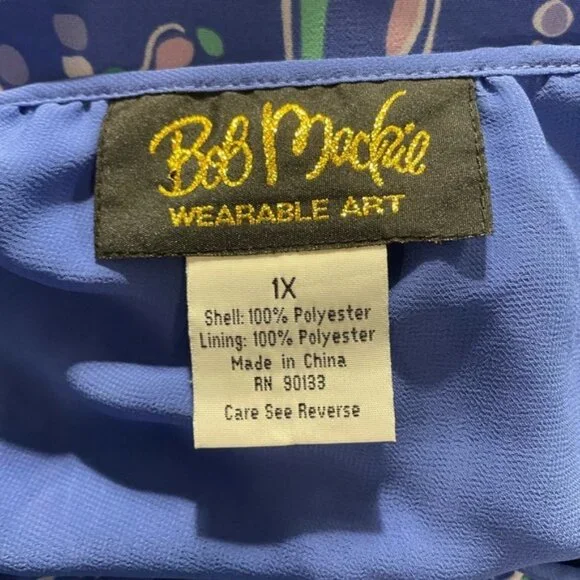 Bob Mackie
WEARABLE ART
1X
Shell: 100% Polyester
Lining: 100% Polyester
Made in China
RN 90133
Care See Reverse